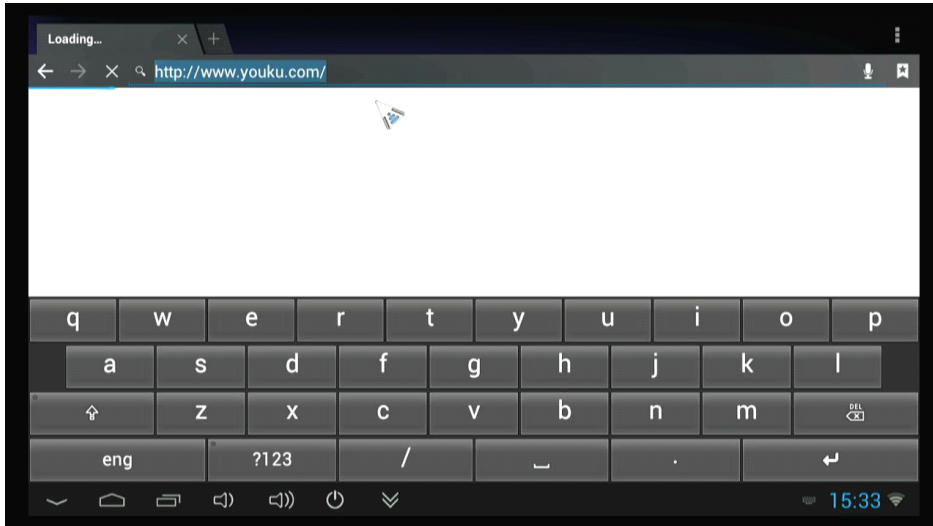 Loading...
http://www.youku.com/
q w e r t y u i o p
a s d f g h j k l
z x c v b n m DEL
eng ?123 / .
15:33